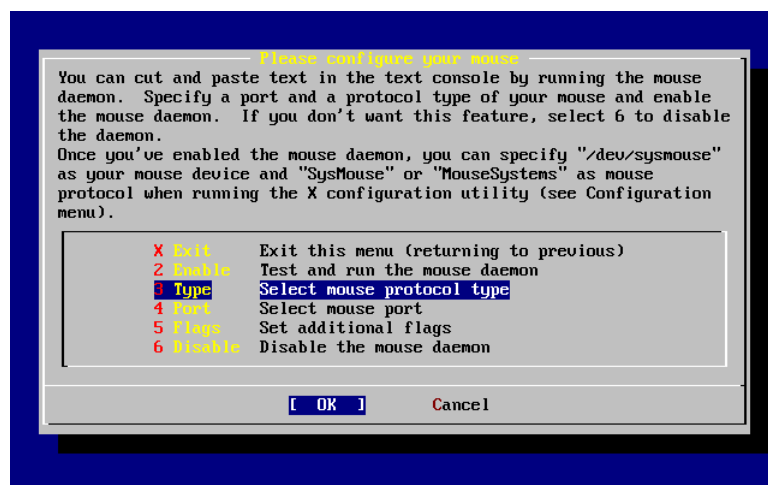 Please configure your mouse
You can cut and paste text in the text console by running the mouse
daemon.  Specify a port and a protocol type of your mouse and enable
the mouse daemon.  If you don't want this feature, select 6 to disable
the daemon.
Once you've enabled the mouse daemon, you can specify "/dev/sysmouse"
as your mouse device and "SysMouse" or "MouseSystems" as mouse
protocol when running the X configuration utility (see Configuration
menu).
X Exit     Exit this menu (returning to previous)
2 Enable   Test and run the mouse daemon
3 Type     Select mouse protocol type
4 Port     Select mouse port
5 Flags    Set additional flags
6 Disable  Disable the mouse daemon
[  OK  ]       Cancel